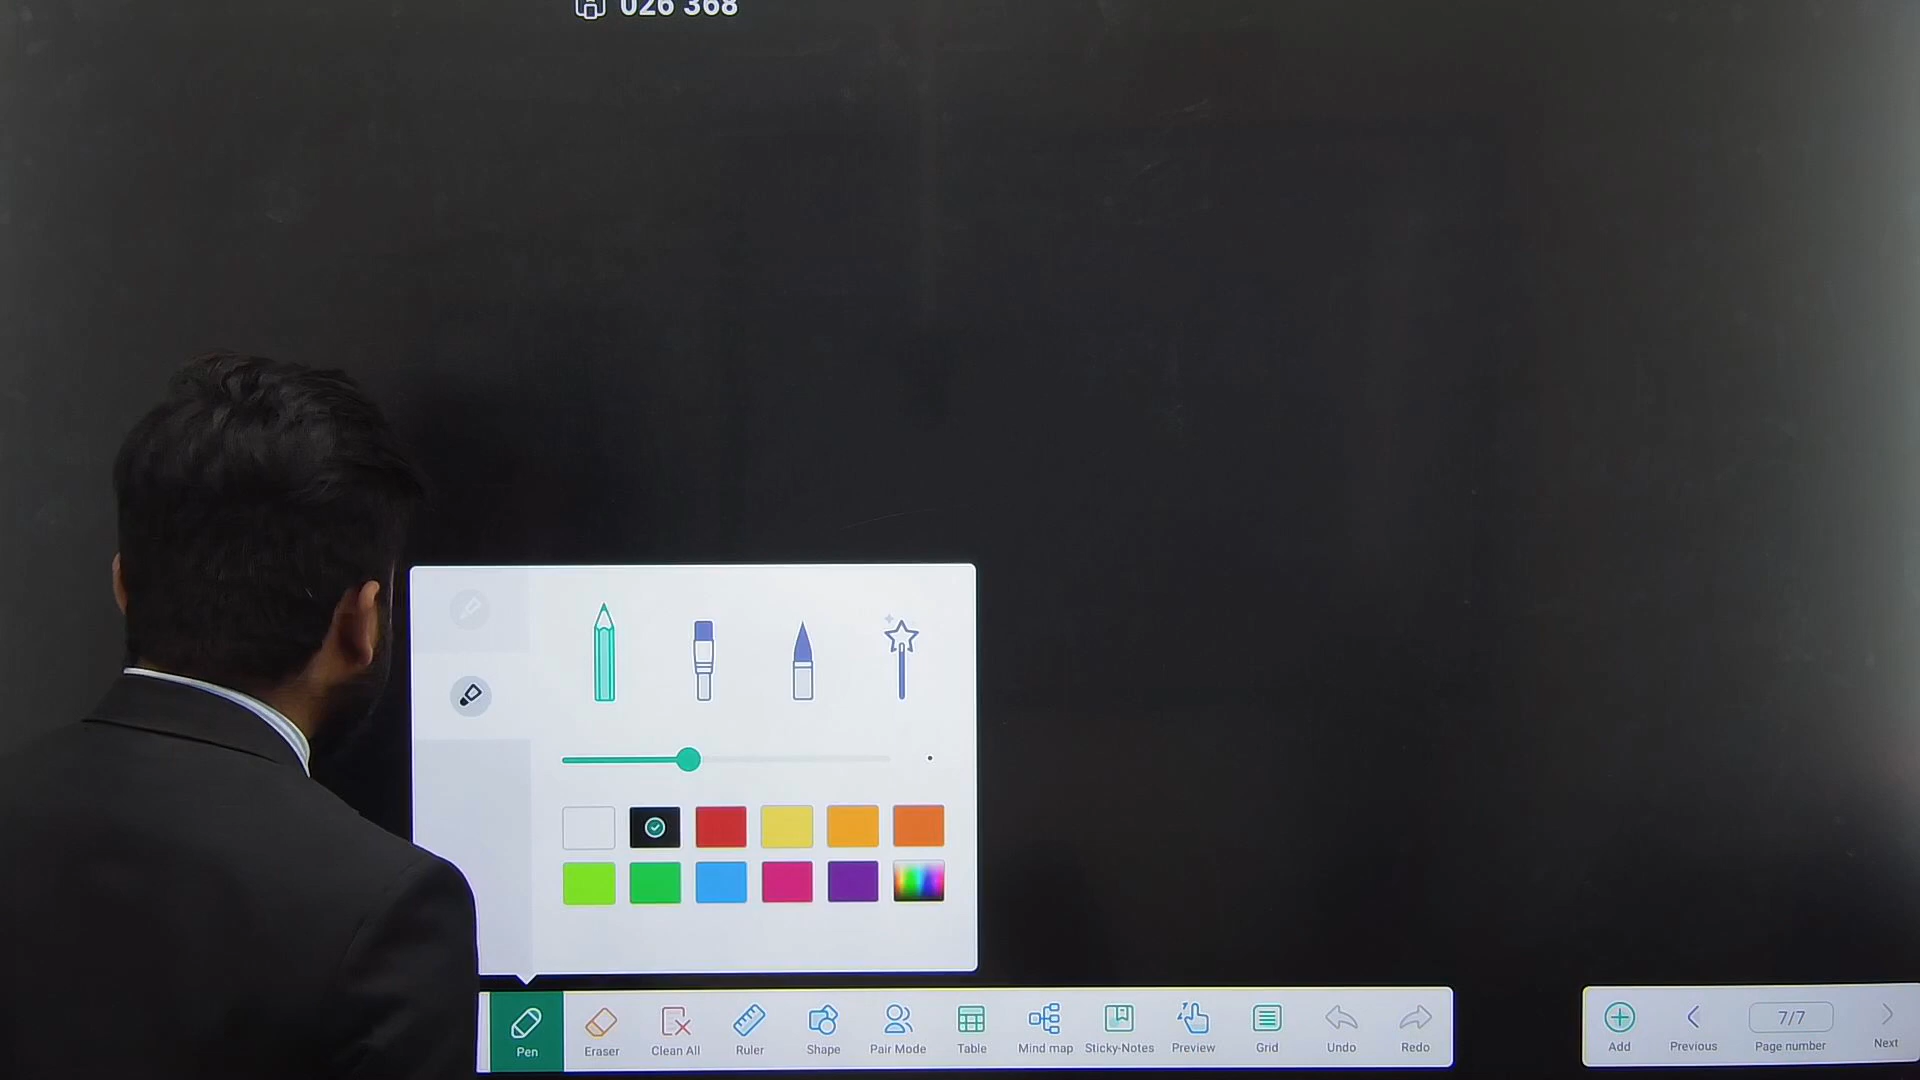 026 368
Pen
Eraser
Clean All
Ruler
Shape
Pair Mode
Table
Mind map
Sticky-Notes
Preview
Grid
Undo
Redo
Add
Previous
7/7
Page number
Next